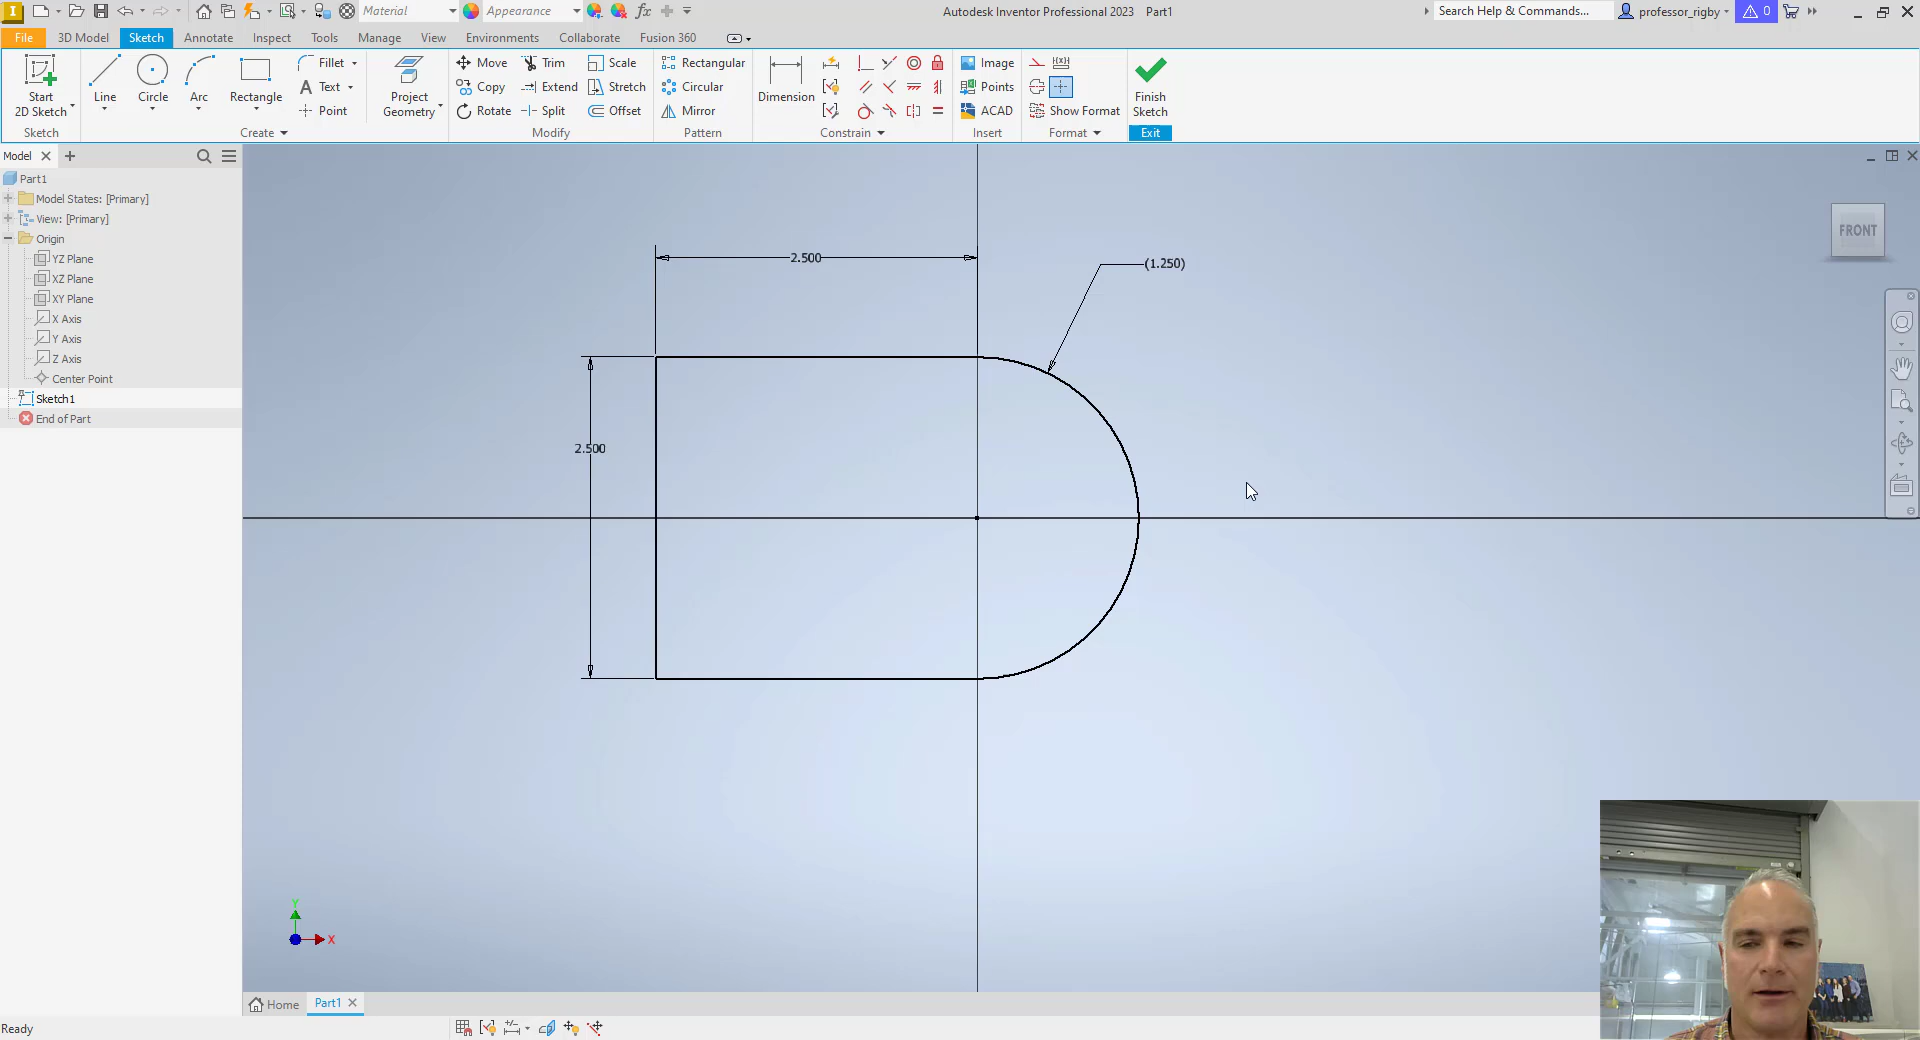 I Material Appearance fx Autodesk Inventor Professional 2023 Part1 Search Help & Commands... professor_rigby 0
File 3D Model Sketch Annotate Inspect Tools Manage View Environments Collaborate Fusion 360
Start 2D Sketch
Line
Circle
Arc
Rectangle
Fillet
Text
Point
Project Geometry
Move
Copy
Rotate
Trim
Extend
Split
Scale
Stretch
Offset
Rectangular
Circular
Mirror
Dimension
Image
Points
ACAD
Show Format
Finish Sketch
Sketch Create Modify Pattern Constrain Insert Format Exit
Model
Part1
Model States: [Primary]
View: [Primary]
Origin
YZ Plane
XZ Plane
XY Plane
X Axis
Y Axis
Z Axis
Center Point
Sketch1
End of Part
FRONT
2.500
(1.250)
2.500
Y
X
Home Part1
Ready